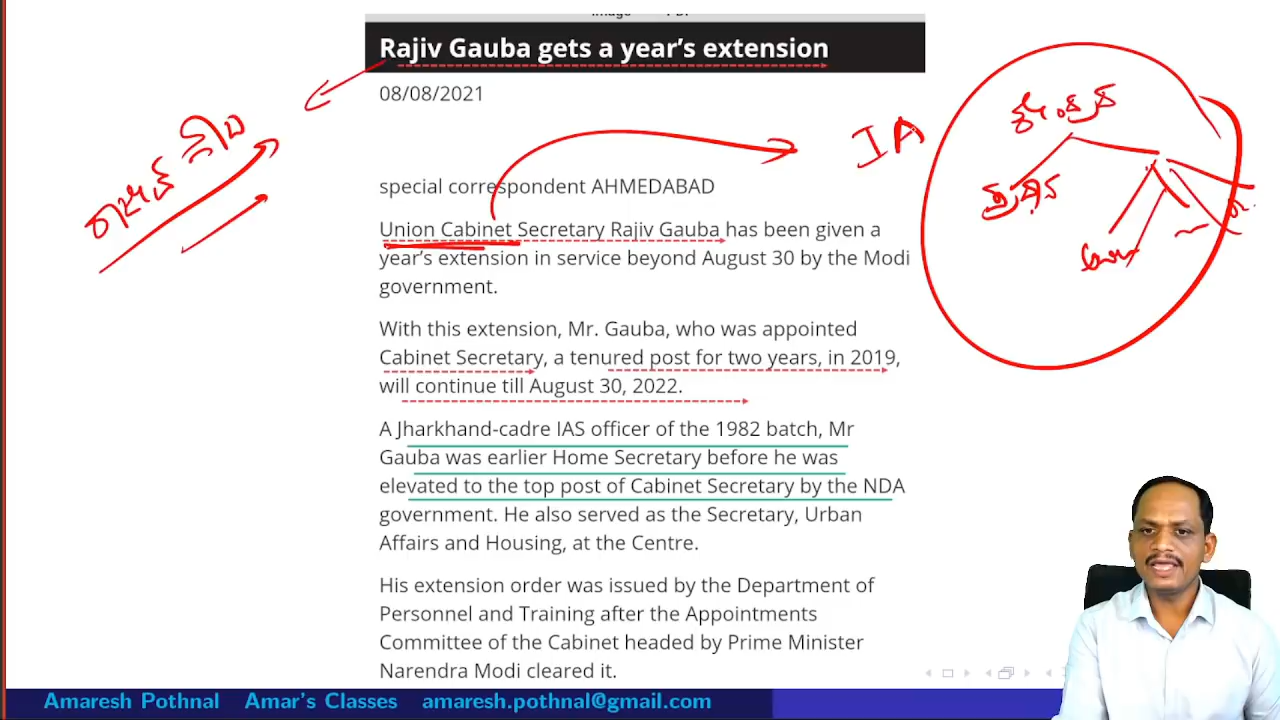 Rajiv Gauba gets a year's extension
08/08/2021
special correspondent AHMEDABAD
Union Cabinet Secretary Rajiv Gauba has been given a
year's extension in service beyond August 30 by the Modi
government.
With this extension, Mr. Gauba, who was appointed
Cabinet Secretary, a tenured post for two years, in 2019,
will continue till August 30, 2022.
A Jharkhand-cadre IAS officer of the 1982 batch, Mr
Gauba was earlier Home Secretary before he was
elevated to the top post of Cabinet Secretary by the NDA
government. He also served as the Secretary, Urban
Affairs and Housing, at the Centre.
His extension order was issued by the Department of
Personnel and Training after the Appointments
Committee of the Cabinet headed by Prime Minister
Narendra Modi cleared it.
IA
Amaresh Pothnal Amar's Classes amaresh.pothnal@gmail.com